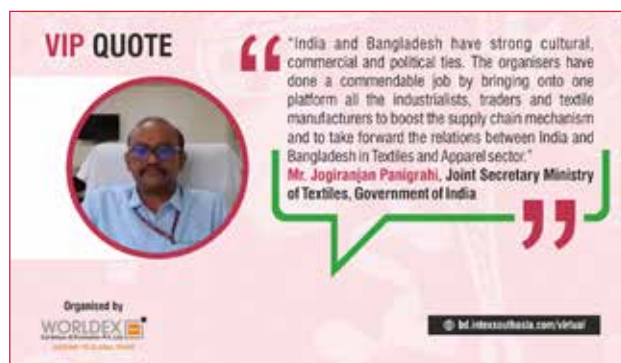 VIP QUOTE
"India and Bangladesh have strong cultural,
commercial and political ties. The organisers have
done a commendable job by bringing onto one
platform all the industrialists, traders and textile
manufacturers to boost the supply chain mechanism
and to take forward the relations between India and
Bangladesh in Textiles and Apparel sector."
Mr. Jogiranjan Panigrahi, Joint Secretary Ministry
of Textiles, Government of India
Organised by
WORLDEX
bd.intexsouthasia.com/virtual